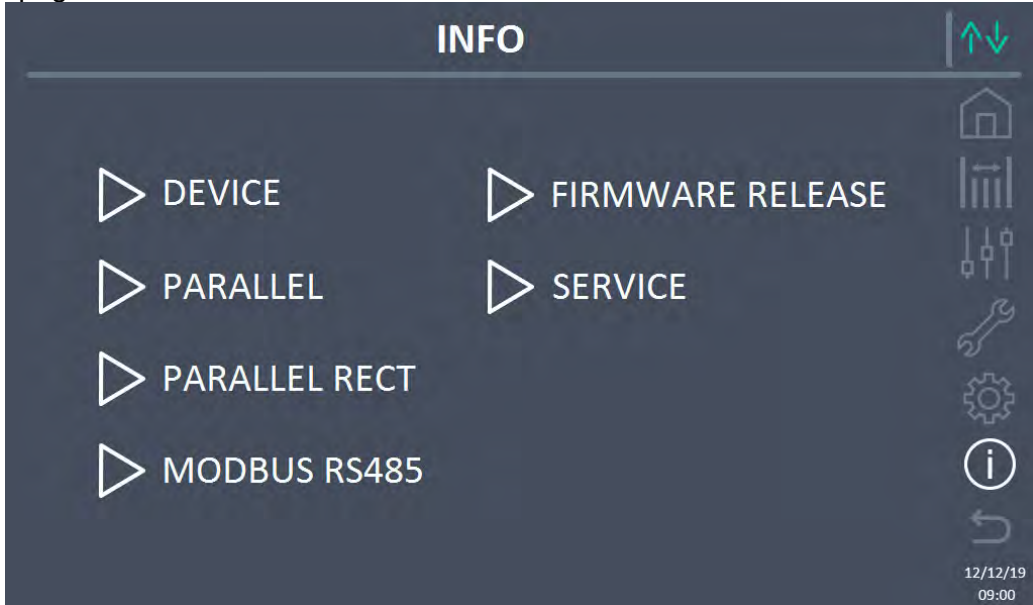 INFO
DEVICE
FIRMWARE RELEASE
PARALLEL
SERVICE
PARALLEL RECT
MODBUS RS485
12/12/19
09:00